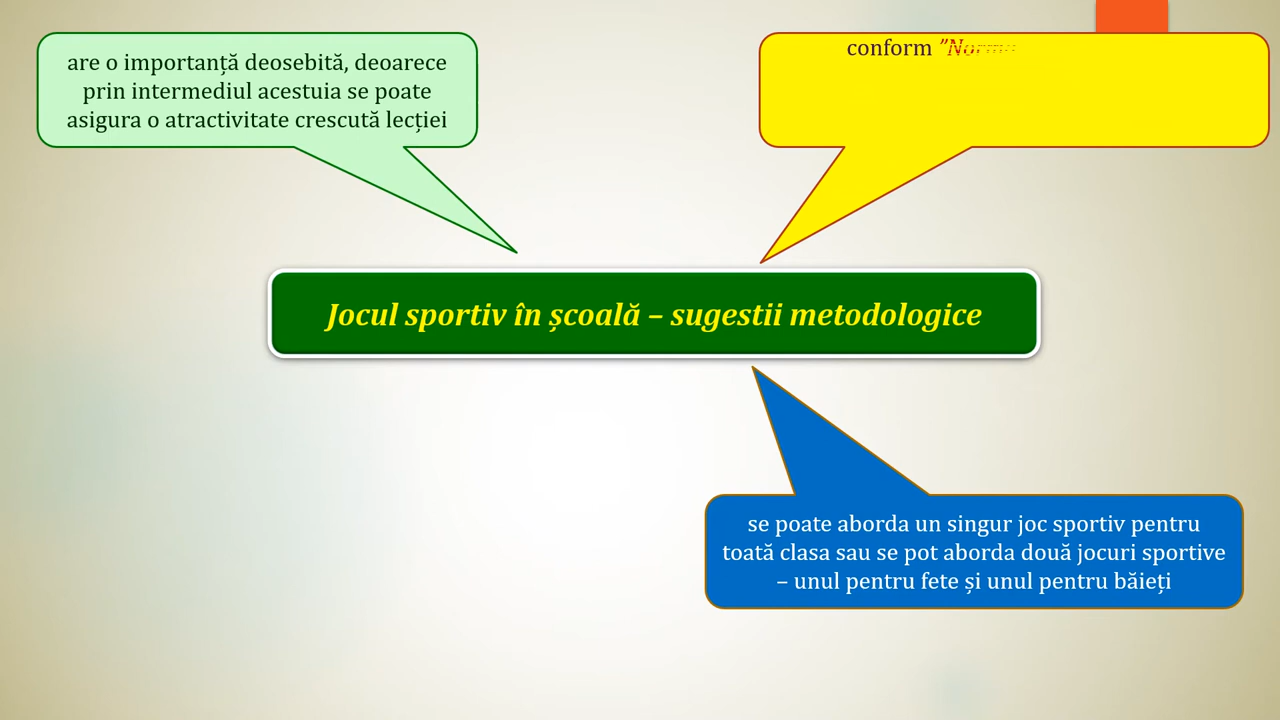 are o importanță deosebită, deoarece
prin intermediul acestuia se poate
asigura o atractivitate crescută lecției
conform
Jocul sportiv în școală – sugestii metodologice
se poate aborda un singur joc sportiv pentru
toată clasa sau se pot aborda două jocuri sportive
– unul pentru fete și unul pentru băieți